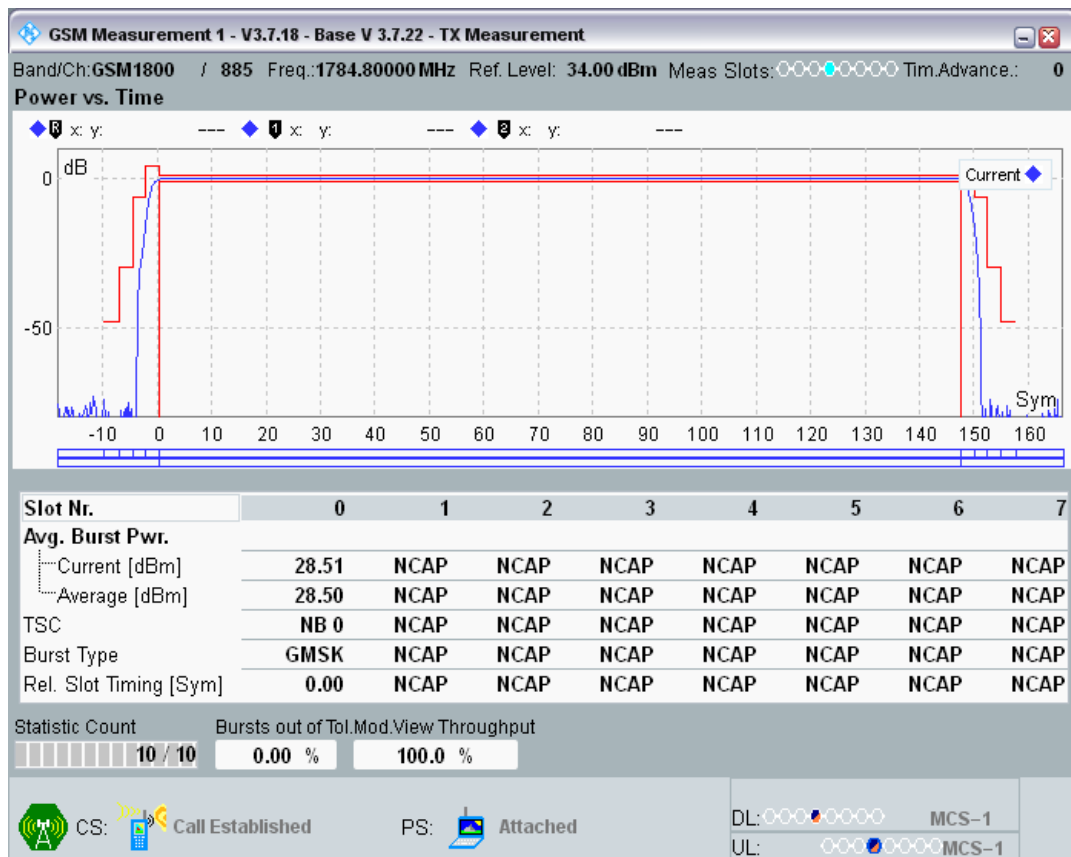 GSM Measurement 1 - V3.7.18 - Base V 3.7.22 - TX Measurement
Band/Ch:GSM1800 / 885 Freq.:1784.80000 MHz Ref. Level: 34.00 dBm Meas Slots: Tim.Advance.: 0
Power vs. Time
R x: y: --- 1 x: y: --- 2 x: y: ---
dB
0
Current
-50
Sym
-10 0 10 20 30 40 50 60 70 80 90 100 110 120 130 140 150 160
Slot Nr. 0 1 2 3 4 5 6 7
Avg. Burst Pwr.
Current [dBm] 28.51 NCAP NCAP NCAP NCAP NCAP NCAP NCAP
Average [dBm] 28.50 NCAP NCAP NCAP NCAP NCAP NCAP NCAP
TSC NB 0 NCAP NCAP NCAP NCAP NCAP NCAP NCAP
Burst Type GMSK NCAP NCAP NCAP NCAP NCAP NCAP NCAP
Rel. Slot Timing [Sym] 0.00 NCAP NCAP NCAP NCAP NCAP NCAP NCAP
Statistic Count Bursts out of Tol.Mod.View Throughput
10 / 10 0.00 % 100.0 %
CS: Call Established PS: Attached DL: MCS-1
UL: MCS-1